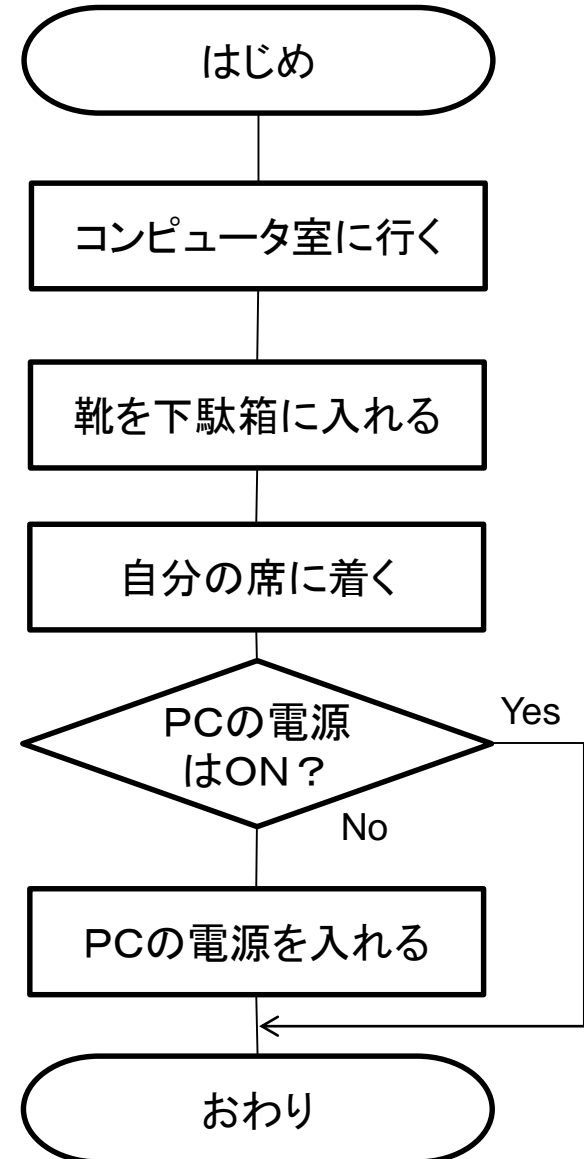 はじめ
コンピュータ室に行く
靴を下駄箱に入れる
自分の席に着く
ＰＣの電源
はON？
Yes
No
ＰＣの電源を入れる
おわり